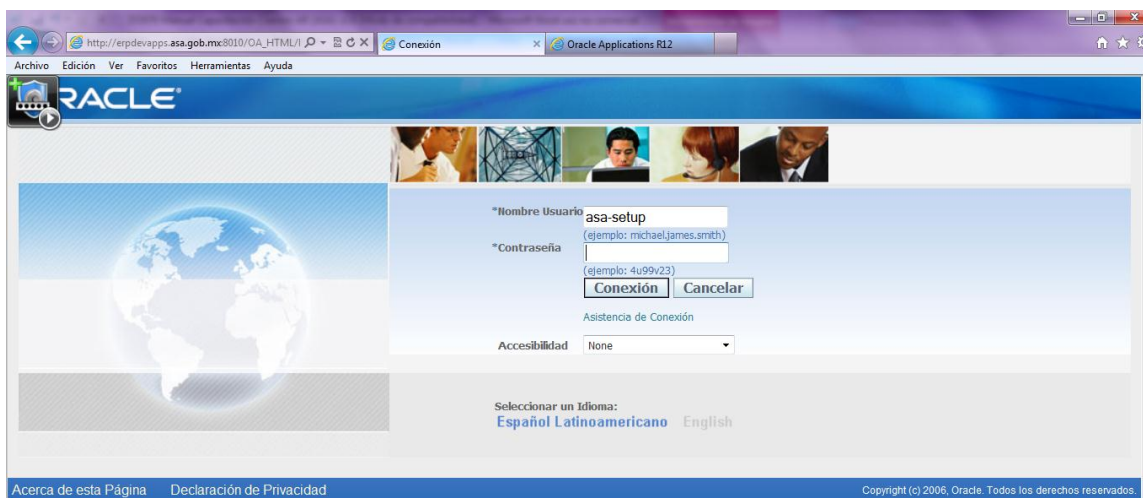 http://erpdevapps.asa.gob.mx:8010/OA_HTML/I
Conexión
Oracle Applications R12
Archivo Edición Ver Favoritos Herramientas Ayuda
RACLE®
*Nombre Usuario asa-setup
(ejemplo: michael.james.smith)
*Contraseña
(ejemplo: 4u99v23)
Conexión Cancelar
Asistencia de Conexión
Accesibilidad None
Seleccionar un Idioma:
Español Latinoamericano English
Acerca de esta Página Declaración de Privacidad Copyright (c) 2006, Oracle. Todos los derechos reservados.